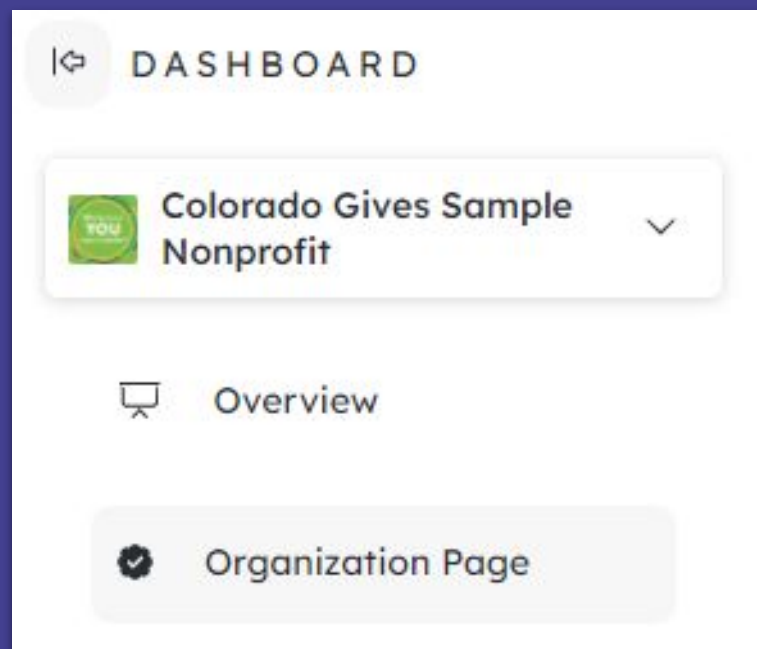 DASHBOARD
YOU
Colorado Gives Sample
Nonprofit
Overview
Organization Page